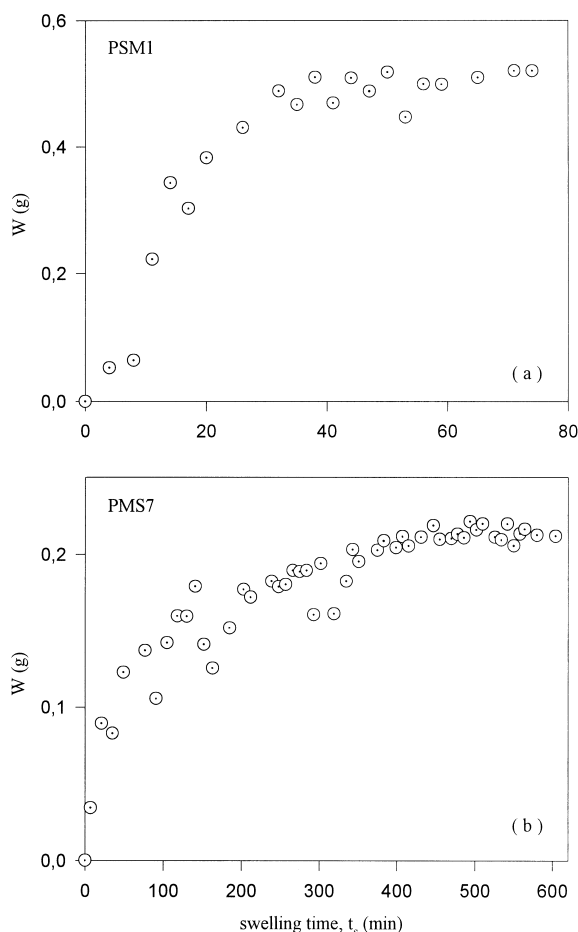 0,6
PSM1
0,4
W (g)
0,2
( a )
0,0
0 20 40 60 80
PMS7
0,2
W (g)
0,1
( b )
0,0
0 100 200 300 400 500 600
swelling time, ts (min)